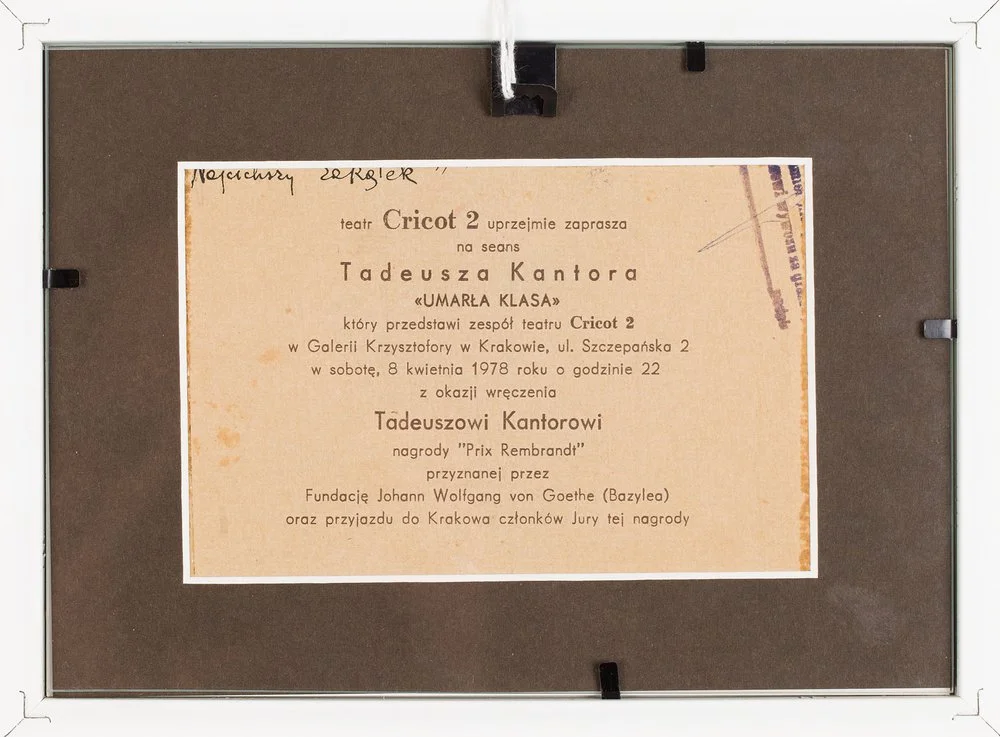 Najcichszy zakątek"
teatr Cricot 2 uprzejmie zaprasza
na seans
Tadeusza Kantora
«UMARŁA KLASA»
który przedstawi zespół teatru Cricot 2
w Galerii Krzysztofory w Krakowie, ul. Szczepańska 2
w sobotę, 8 kwietnia 1978 roku o godzinie 22
z okazji wręczenia
Tadeuszowi Kantorowi
nagrody "Prix Rembrandt"
przyznanej przez
Fundację Johann Wolfgang von Goethe (Bazylea)
oraz przyjazdu do Krakowa członków Jury tej nagrody